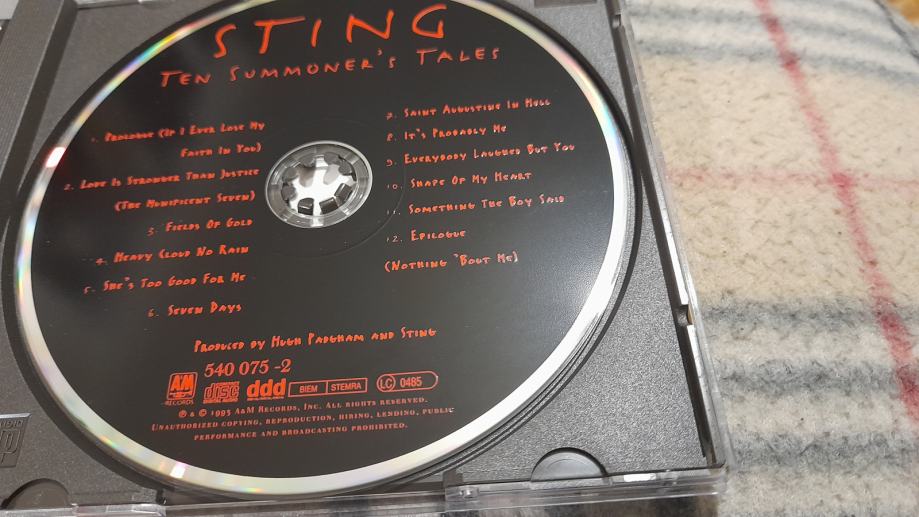 STING
TEN SUMMONER'S TALES
1. PROLOGUE (IF I EVER LOSE MY
FAITH IN YOU)
2. LOVE IS STRONGER THAN JUSTICE
(THE MUNIFICENT SEVEN)
3. FIELDS OF GOLD
4. HEAVY CLOUD NO RAIN
5. SHE'S TOO GOOD FOR ME
6. SEVEN DAYS
7. SAINT AUGUSTINE IN HELL
8. IT'S PROBABLY ME
9. EVERYBODY LAUGHED BUT YOU
10. SHAPE OF MY HEART
11. SOMETHING THE BOY SAID
12. EPILOGUE
(NOTHING 'BOUT ME)
PRODUCED BY HUGH PADGHAM AND STING
540 075-2
A&M RECORDS
COMPACT disc DIGITAL AUDIO
ddd
BIEM STEMRA
LC 0485
℗ & © 1993 A&M RECORDS, INC. ALL RIGHTS RESERVED.
UNAUTHORIZED COPYING, REPRODUCTION, HIRING, LENDING, PUBLIC
PERFORMANCE AND BROADCASTING PROHIBITED.